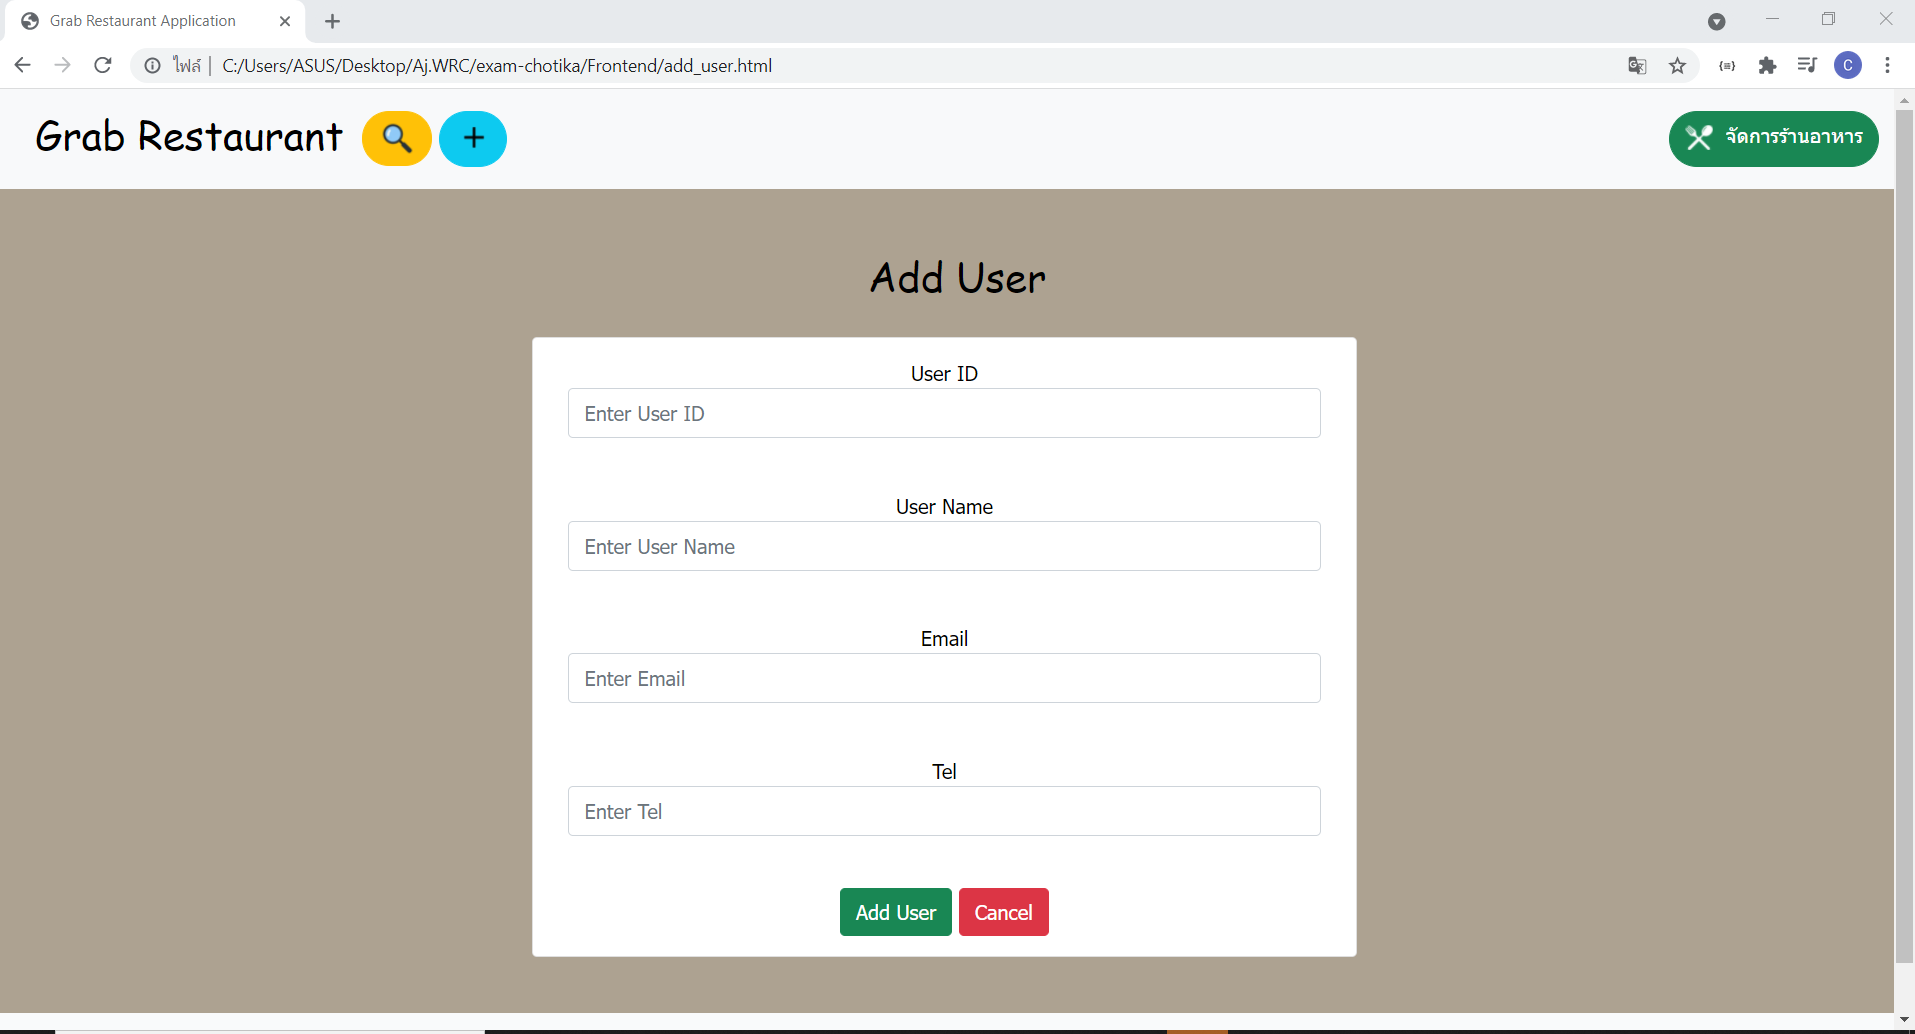 Grab Restaurant Application
ไฟล์ | C:/Users/ASUS/Desktop/Aj.WRC/exam-chotika/Frontend/add_user.html
C
Grab Restaurant
จัดการร้านอาหาร
Add User
User ID
Enter User ID
User Name
Enter User Name
Email
Enter Email
Tel
Enter Tel
Add User Cancel